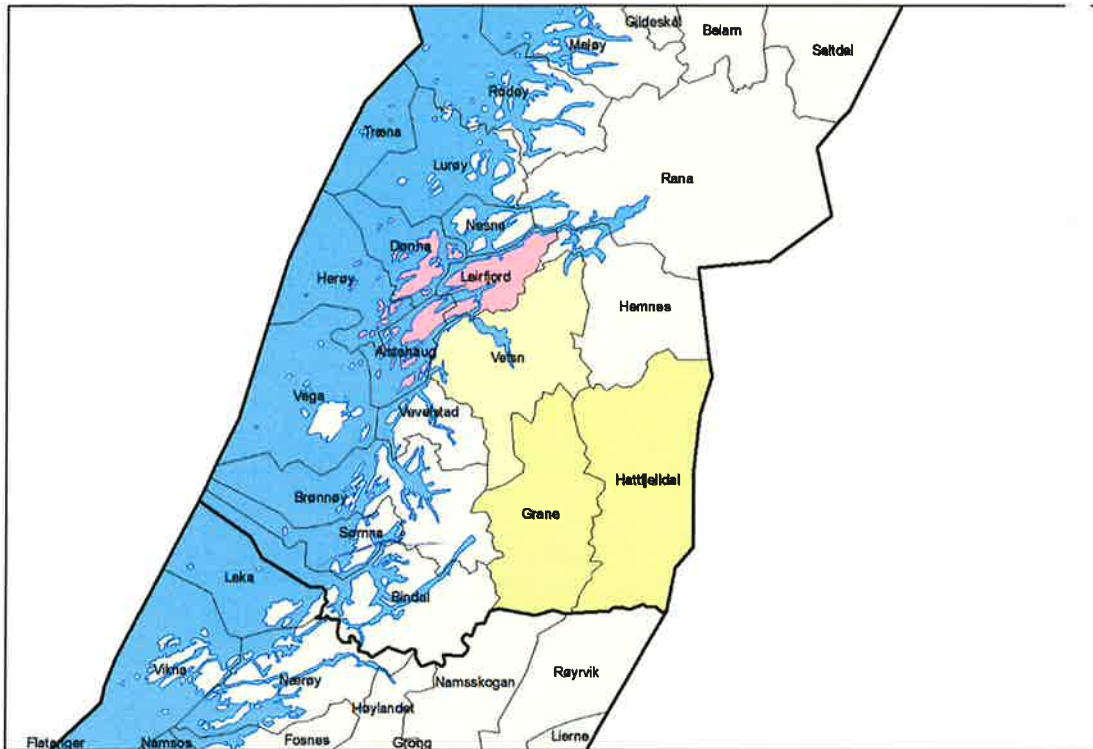 Gildeskål
Beiarn
Meløy
Saltdal
Rødøy
Træna
Lurøy
Rana
Nesna
Dønna
Herøy
Leirfjord
Hemnes
Alstahaug
Vefsn
Vega
Vevelstad
Hattfjelldal
Brønnøy
Grane
Sømna
Leka
Bindal
Vikna
Nærøy
Namsskogan
Røyrvik
Høylandet
Flatanger
Namsos
Fosnes
Grong
Lierne